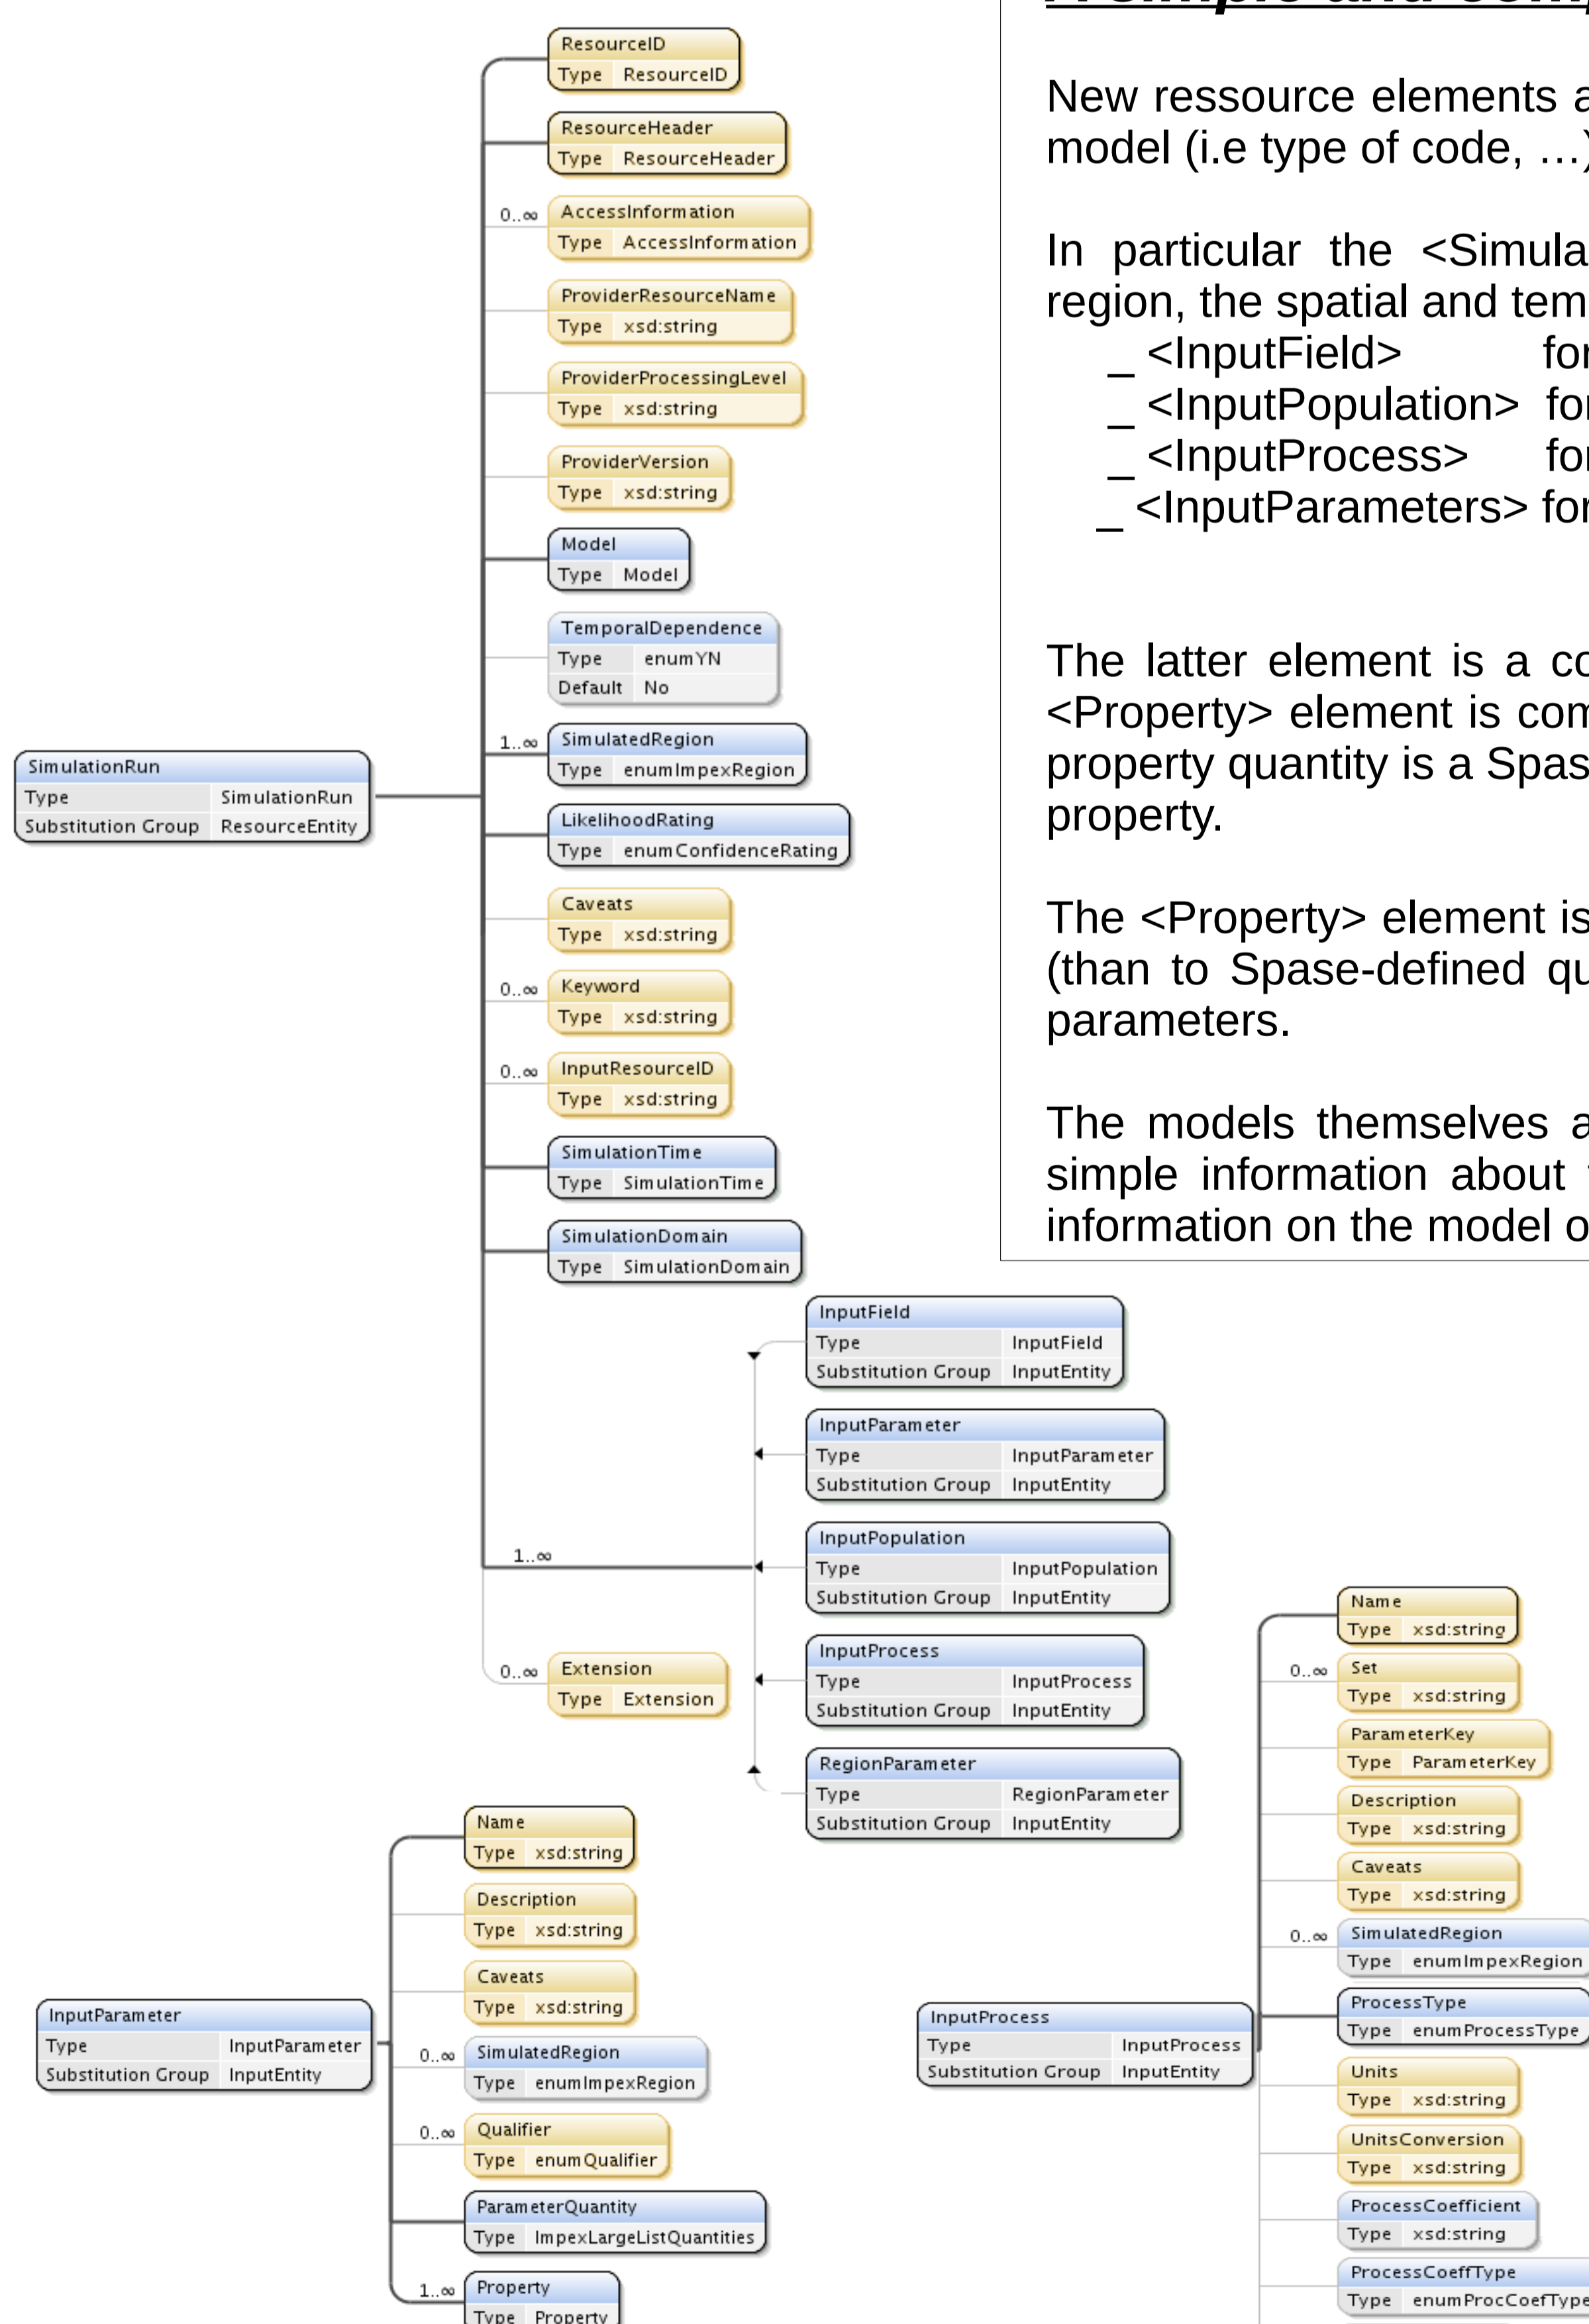 ResourceID
Type ResourceID
ResourceHeader
Type ResourceHeader
0..∞
AccessInformation
Type AccessInformation
ProviderResourceName
Type xsd:string
ProviderProcessingLevel
Type xsd:string
ProviderVersion
Type xsd:string
Model
Type Model
TemporalDependence
Type enumYN
Default No
1..∞
SimulatedRegion
Type enumImpexRegion
SimulationRun
Type SimulationRun
Substitution Group ResourceEntity
LikelihoodRating
Type enumConfidenceRating
Caveats
Type xsd:string
0..∞
Keyword
Type xsd:string
0..∞
InputResourceID
Type xsd:string
SimulationTime
Type SimulationTime
SimulationDomain
Type SimulationDomain
New ressource elements
model (i.e type of code, …)
In particular the <Simula
region, the spatial and tem
_ <InputField> for
_ <InputPopulation> for
_ <InputProcess> for
_ <InputParameters> for
The latter element is a co
<Property> element is com
property quantity is a Spas
property.
The <Property> element is
(than to Spase-defined qu
parameters.
The models themselves a
simple information about
information on the model o
InputField
Type InputField
Substitution Group InputEntity
InputParameter
Type InputParameter
Substitution Group InputEntity
1..∞
InputPopulation
Type InputPopulation
Substitution Group InputEntity
InputProcess
Type InputProcess
Substitution Group InputEntity
0..∞
Extension
Type Extension
RegionParameter
Type RegionParameter
Substitution Group InputEntity
InputParameter
Type InputParameter
Substitution Group InputEntity
Name
Type xsd:string
Description
Type xsd:string
Caveats
Type xsd:string
0..∞
SimulatedRegion
Type enumImpexRegion
0..∞
Qualifier
Type enumQualifier
ParameterQuantity
Type ImpexLargeListQuantities
1..∞
Property
Type Property
InputProcess
Type InputProcess
Substitution Group InputEntity
Name
Type xsd:string
0..∞
Set
Type xsd:string
ParameterKey
Type ParameterKey
Description
Type xsd:string
Caveats
Type xsd:string
0..∞
SimulatedRegion
Type enumImpexRegion
ProcessType
Type enumProcessType
Units
Type xsd:string
UnitsConversion
Type xsd:string
ProcessCoefficient
Type xsd:string
ProcessCoeffType
Type enumProcCoefType